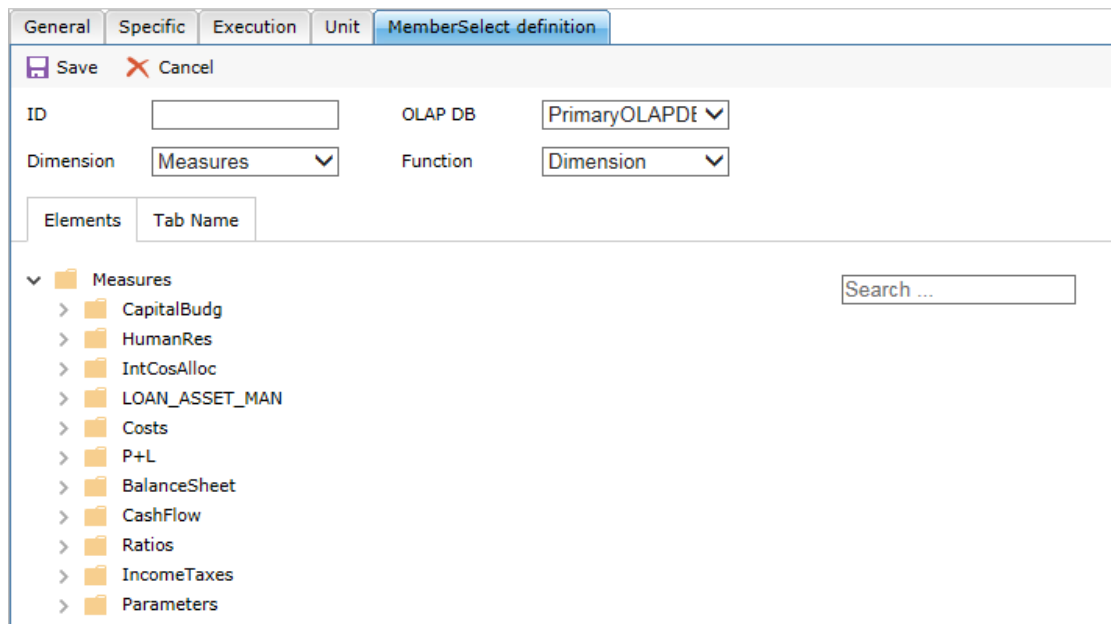 General Specific Execution Unit MemberSelect definition
Save Cancel
ID OLAP DB PrimaryOLAPDE
Dimension Measures Function Dimension
Elements Tab Name
Measures
Search ...
CapitalBudg
HumanRes
IntCosAlloc
LOAN_ASSET_MAN
Costs
P+L
BalanceSheet
CashFlow
Ratios
IncomeTaxes
Parameters